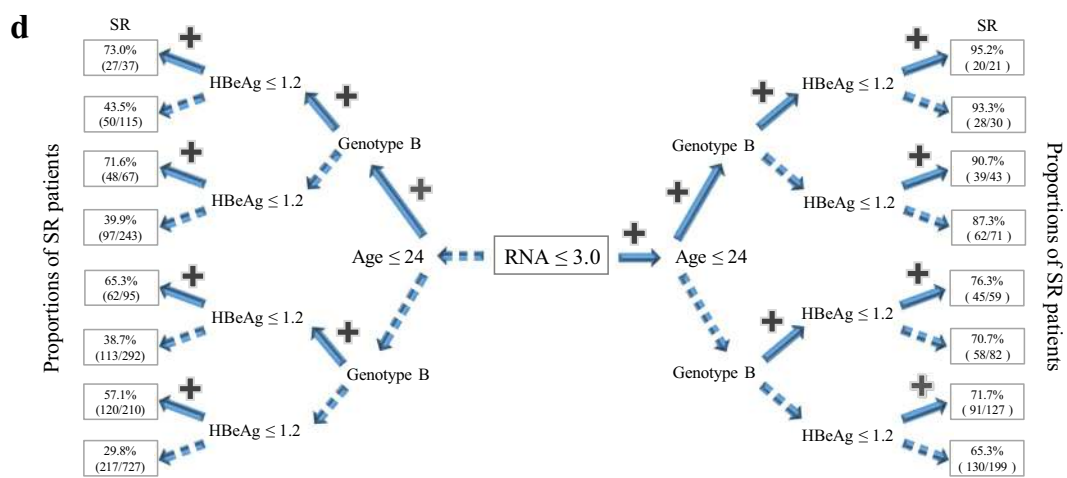 d
SR
SR
73.0%
(27/37)
HBeAg ≤ 1.2
43.5%
(50/115)
Genotype B
71.6%
(48/67)
HBeAg ≤ 1.2
39.9%
(97/243)
Age ≤ 24
65.3%
(62/95)
HBeAg ≤ 1.2
38.7%
(113/292)
Genotype B
57.1%
(120/210)
HBeAg ≤ 1.2
29.8%
(217/727)
Proportions of SR patients
RNA ≤ 3.0
95.2%
( 20/21 )
HBeAg ≤ 1.2
93.3%
( 28/30 )
Genotype B
90.7%
( 39/43 )
HBeAg ≤ 1.2
87.3%
( 62/71 )
Age ≤ 24
76.3%
( 45/59 )
HBeAg ≤ 1.2
70.7%
( 58/82 )
Genotype B
71.7%
( 91/127 )
HBeAg ≤ 1.2
65.3%
( 130/199 )
Proportions of SR patients